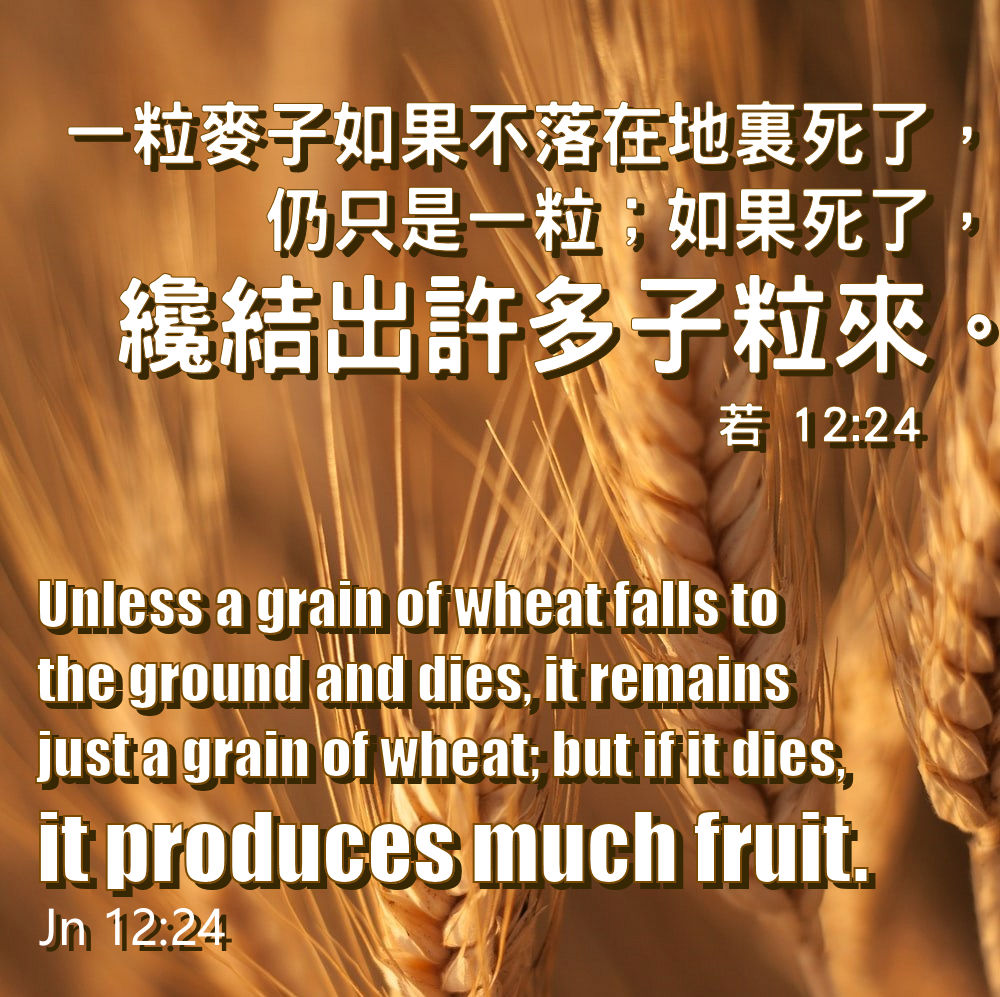 一粒麥子如果不落在地裏死了，
仍只是一粒；如果死了，
纔結出許多子粒來。
若 12:24
Unless a grain of wheat falls to
the ground and dies, it remains
just a grain of wheat; but if it dies,
it produces much fruit.
Jn 12:24